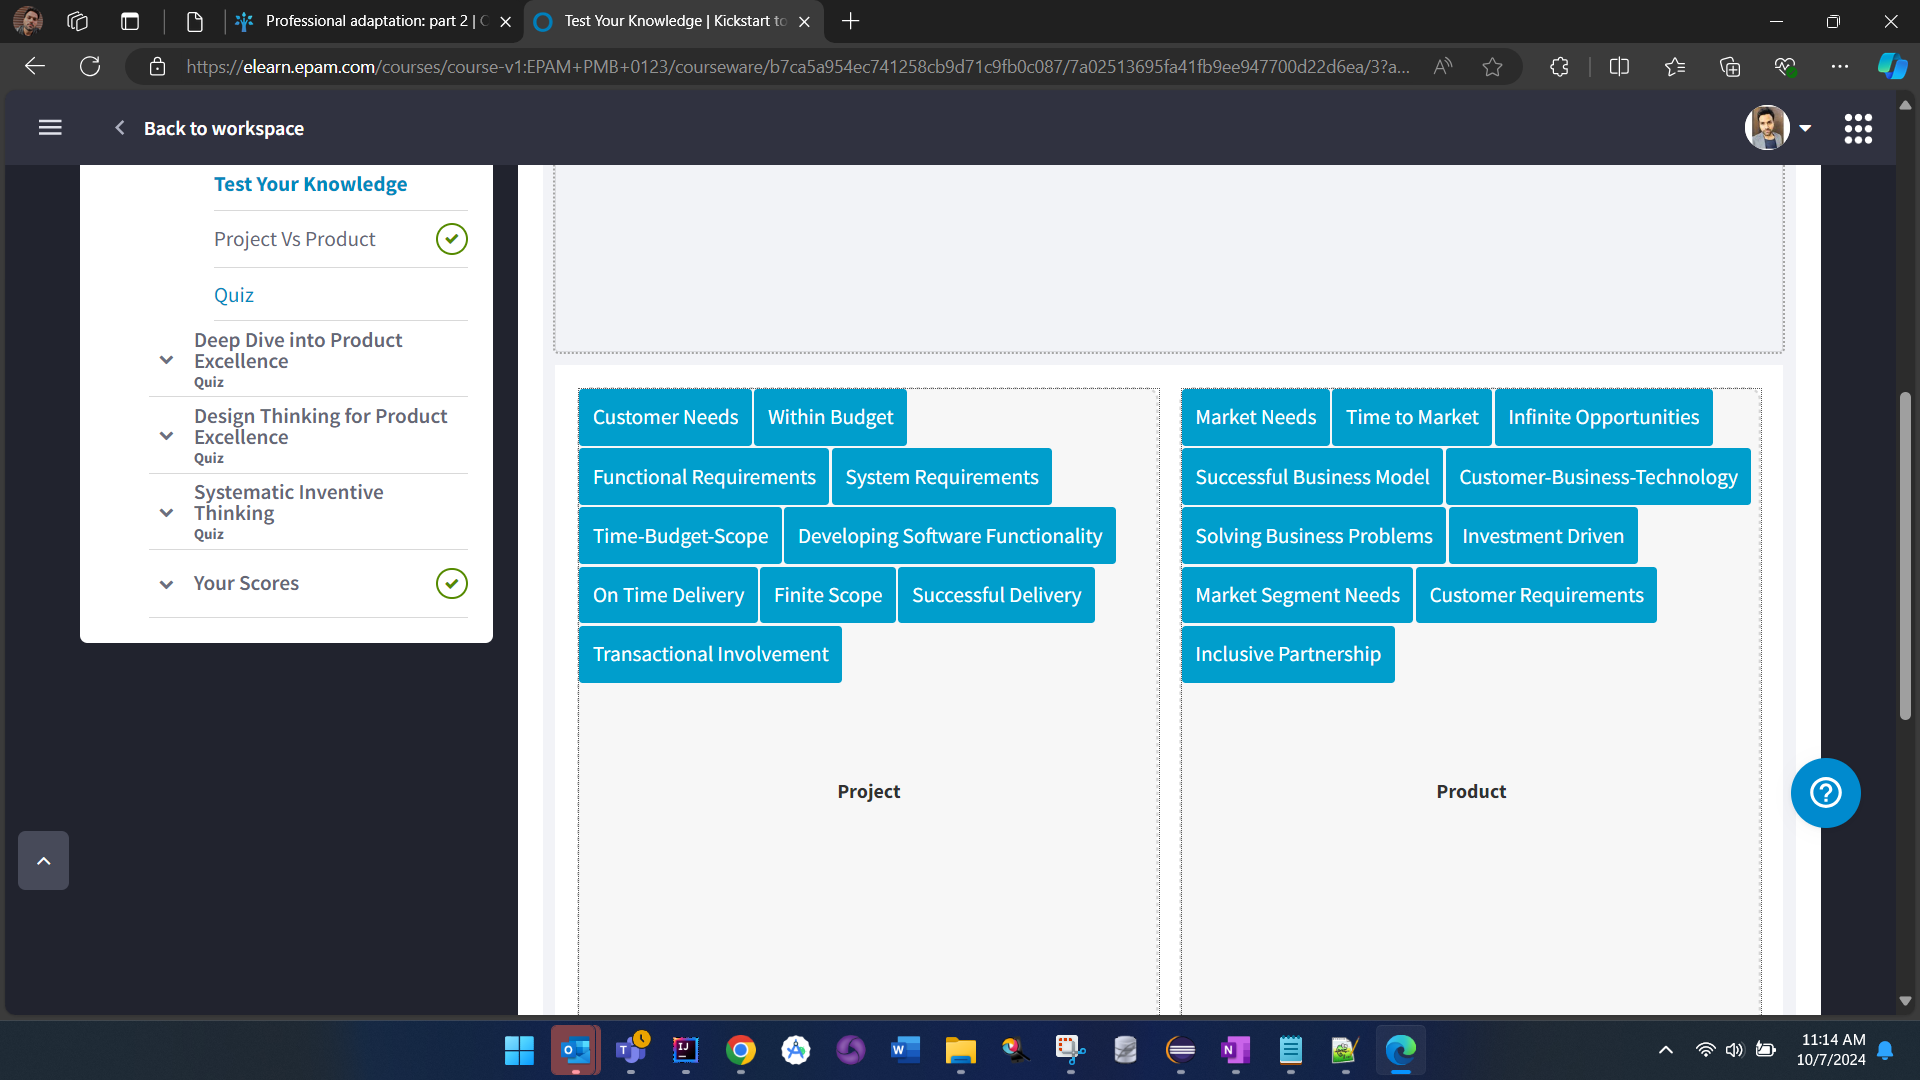 Professional adaptation: part 2 | C
Test Your Knowledge | Kickstart to
https://elearn.epam.com/courses/course-v1:EPAM+PMB+0123/courseware/b7ca5a954ec741258cb9d71c9fb0c087/7a02513695fa41fb9ee947700d22d6ea/3?a...
Back to workspace
Test Your Knowledge
Project Vs Product
Quiz
Deep Dive into Product
Excellence
Quiz
Design Thinking for Product
Excellence
Quiz
Systematic Inventive
Thinking
Quiz
Your Scores
Customer Needs Within Budget
Functional Requirements System Requirements
Time-Budget-Scope Developing Software Functionality
On Time Delivery Finite Scope Successful Delivery
Transactional Involvement
Project
Market Needs Time to Market Infinite Opportunities
Successful Business Model Customer-Business-Technology
Solving Business Problems Investment Driven
Market Segment Needs Customer Requirements
Inclusive Partnership
Product
11:14 AM
10/7/2024